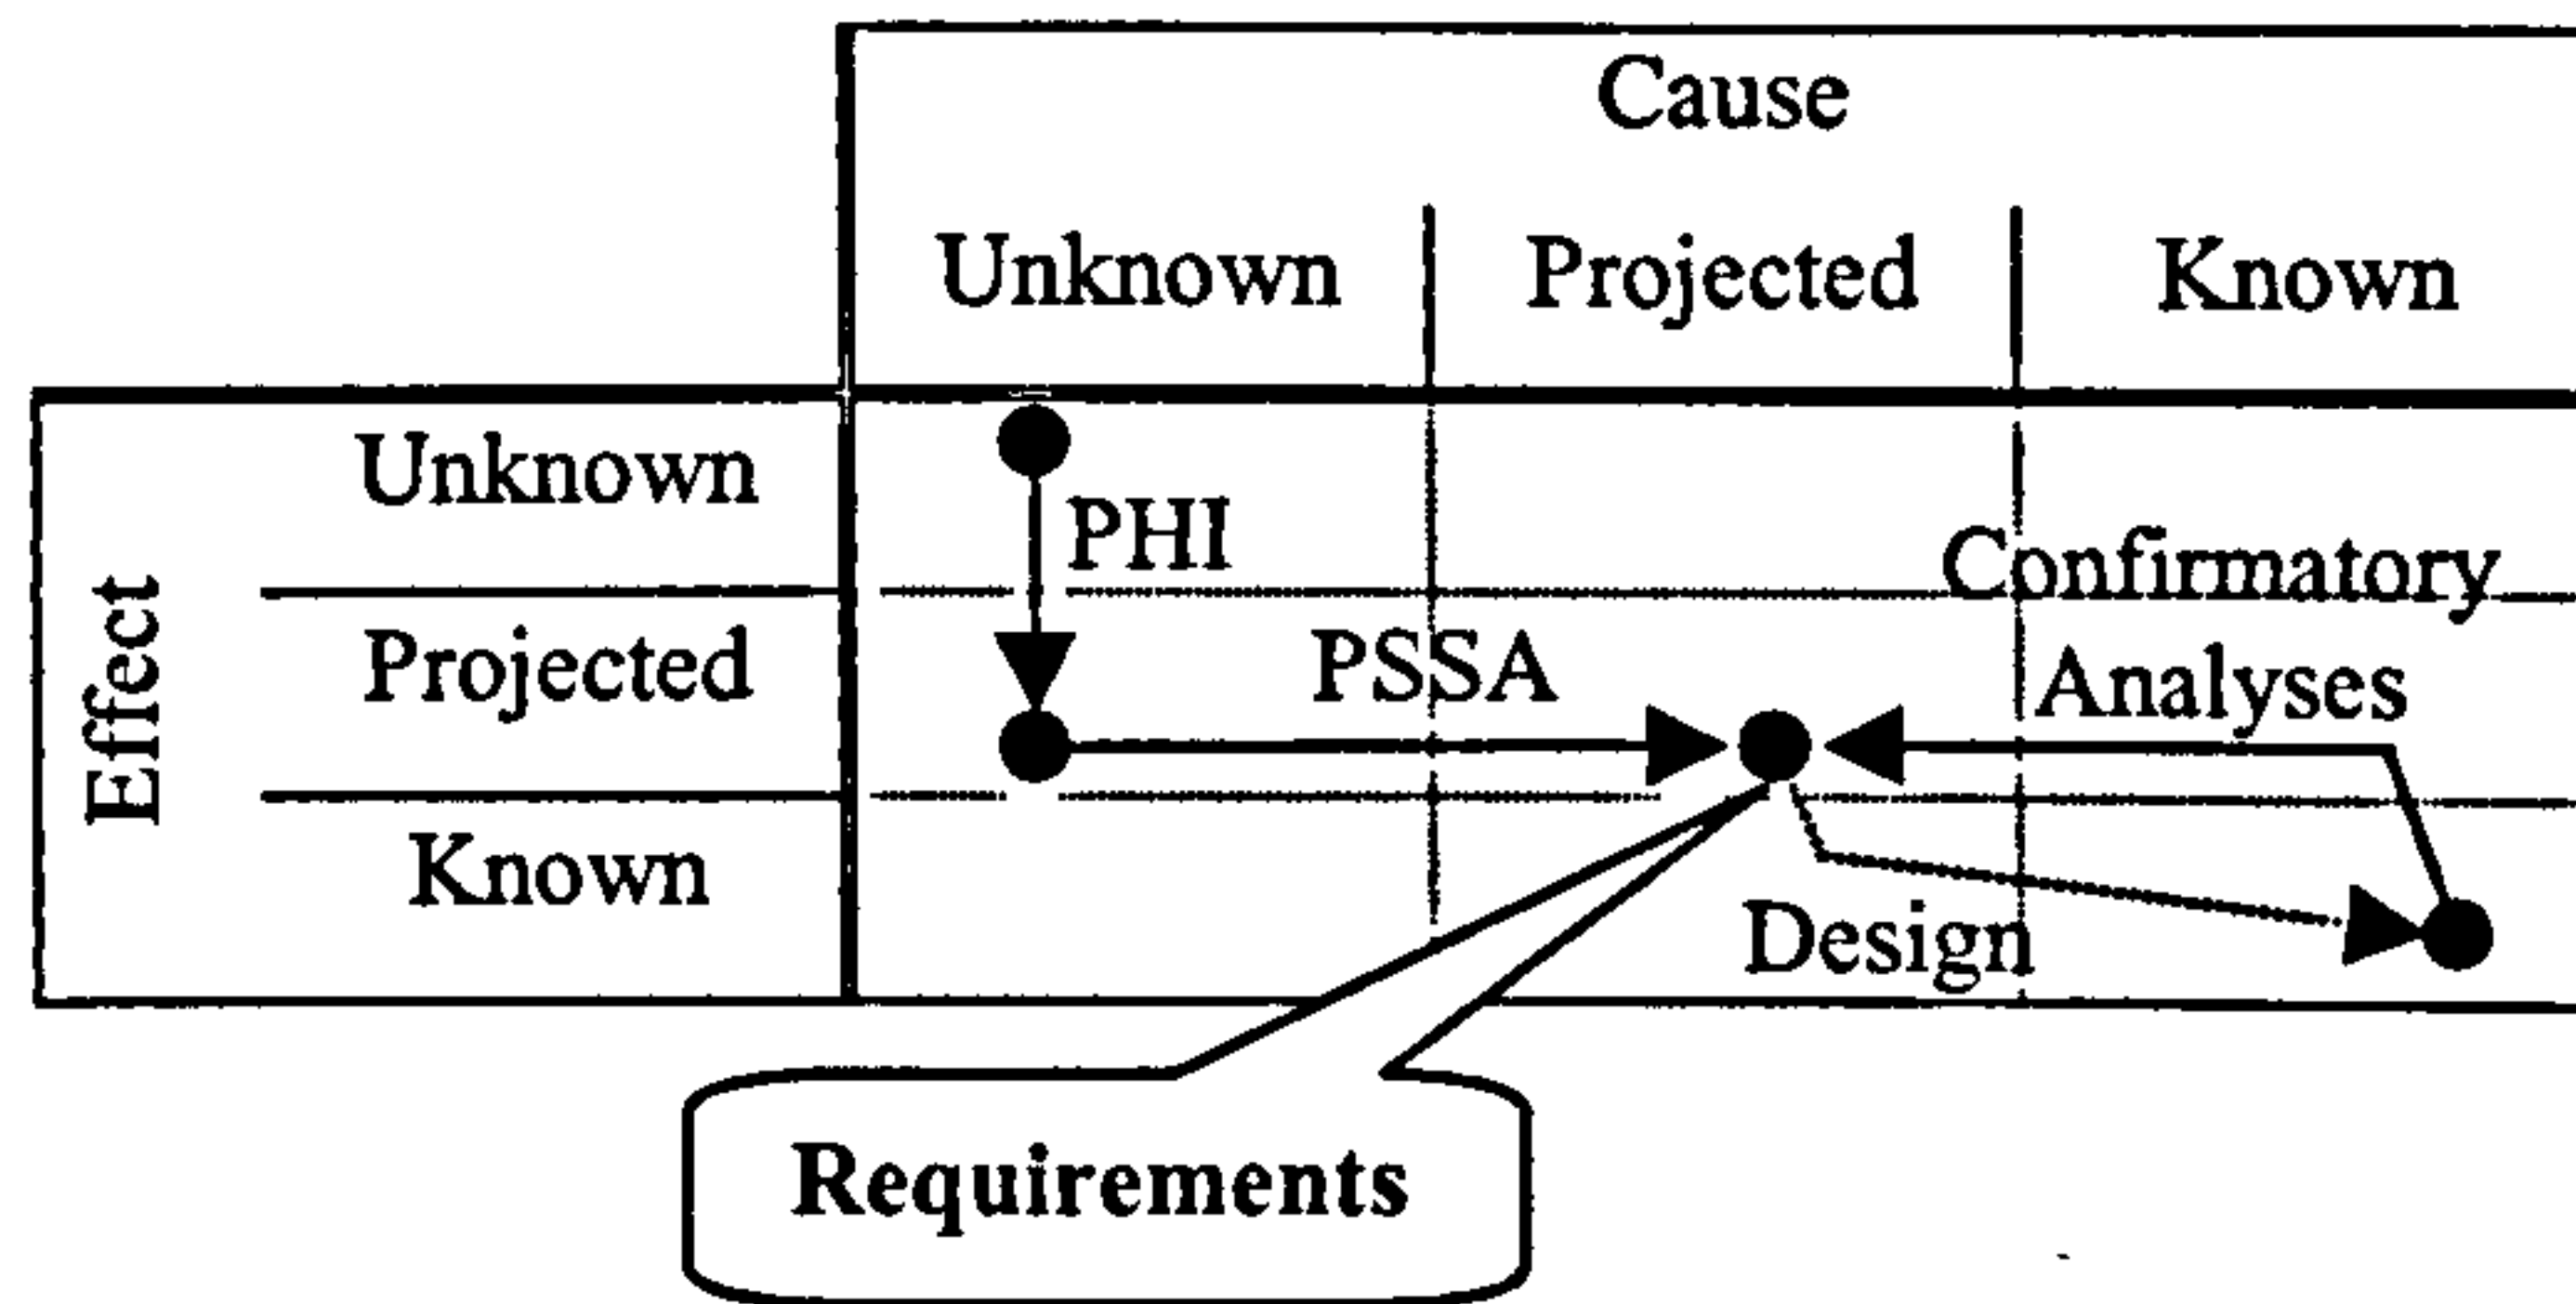 Cause
Unknown Projected Known
Effect
Unknown
PHI
Confirmatory
Projected
PSSA
Analyses
Known
Design
Requirements